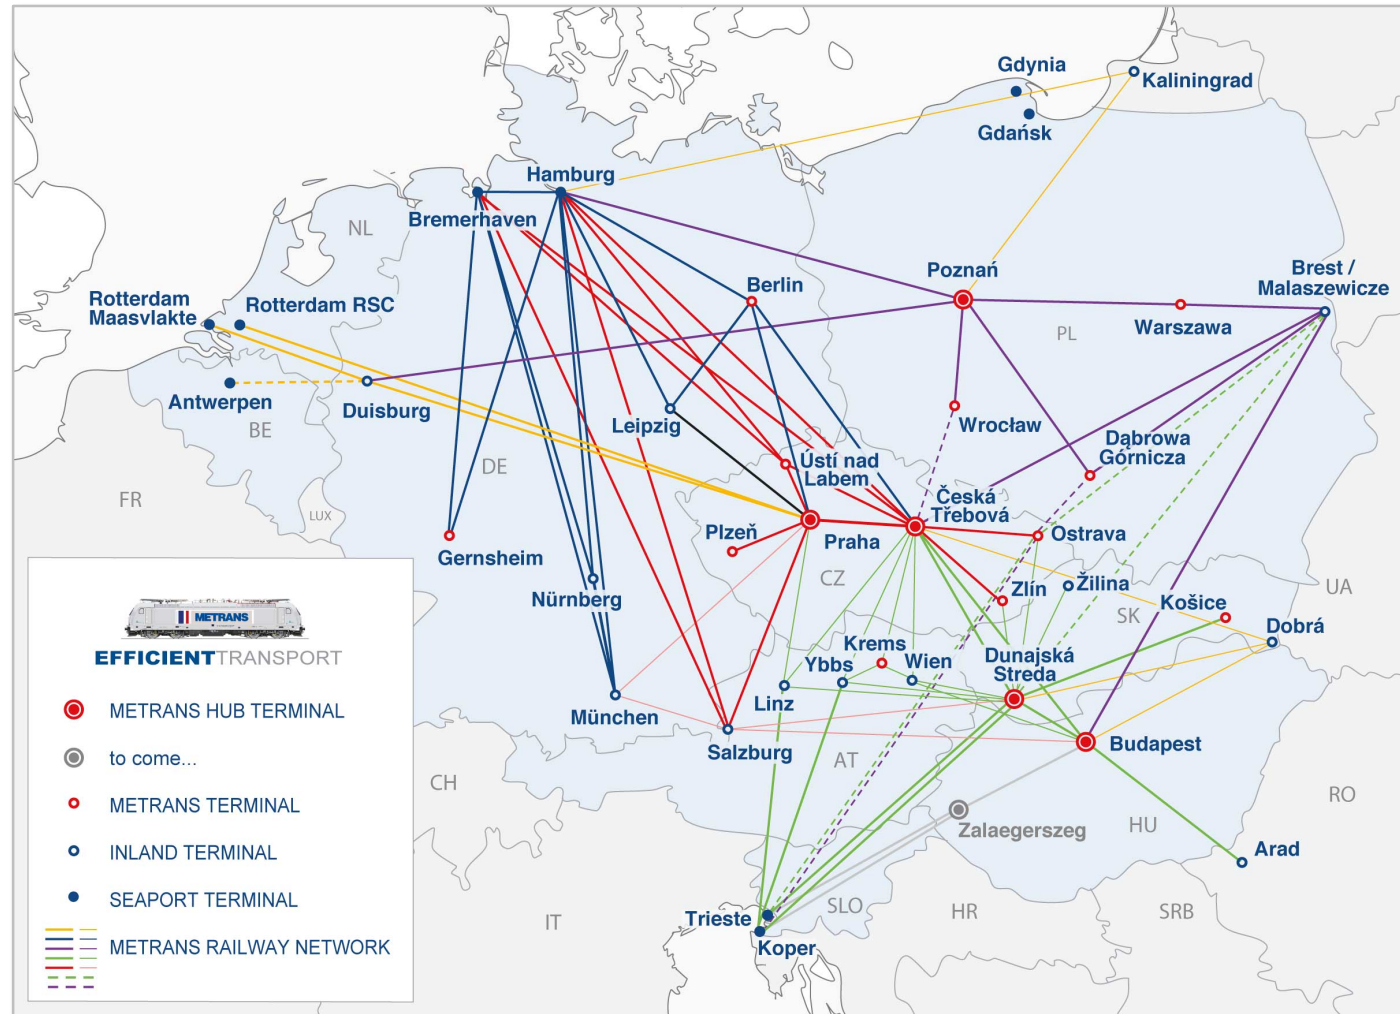 Gdynia
Kaliningrad
Gdańsk
Hamburg
Bremerhaven
NL
Poznań
Berlin
Brest /
Malaszewicze
Rotterdam
Maasvlakte
Rotterdam RSC
Warszawa
PL
Antwerpen
Duisburg
BE
Leipzig
Wrocław
Dąbrowa
Górnicza
DE
Ústí nad
Labem
FR
LUX
Česká
Třebová
Plzeň
Praha
Ostrava
Gernsheim
CZ
Nürnberg
Zlín
Žilina
UA
Košice
SK
Dobrá
Krems
Ybbs
Wien
Dunajská
Streda
Linz
München
Salzburg
Budapest
AT
CH
RO
Zalaegerszeg
HU
Arad
Trieste
SLO
HR
SRB
IT
Koper
METRANS
EFFICIENTTRANSPORT
METRANS HUB TERMINAL
to come...
METRANS TERMINAL
INLAND TERMINAL
SEAPORT TERMINAL
METRANS RAILWAY NETWORK